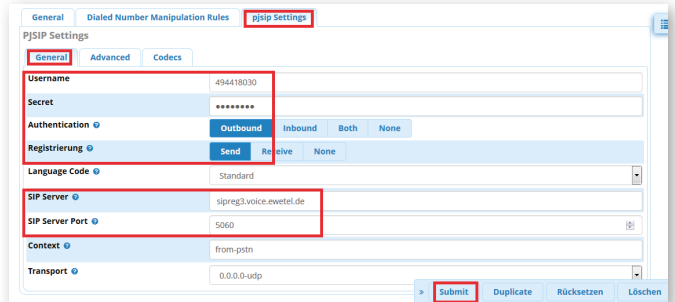 General Dialed Number Manipulation Rules pjsip Settings
PJSIP Settings
General Advanced Codecs
Username 494418030
Secret ••••••••
Authentication Outbound Inbound Both None
Registrierung Send Receive None
Language Code Standard
SIP Server sipreg3.voice.ewetel.de
SIP Server Port 5060
Context from-pstn
Transport 0.0.0.0-udp
» Submit Duplicate Rücksetzen Löschen